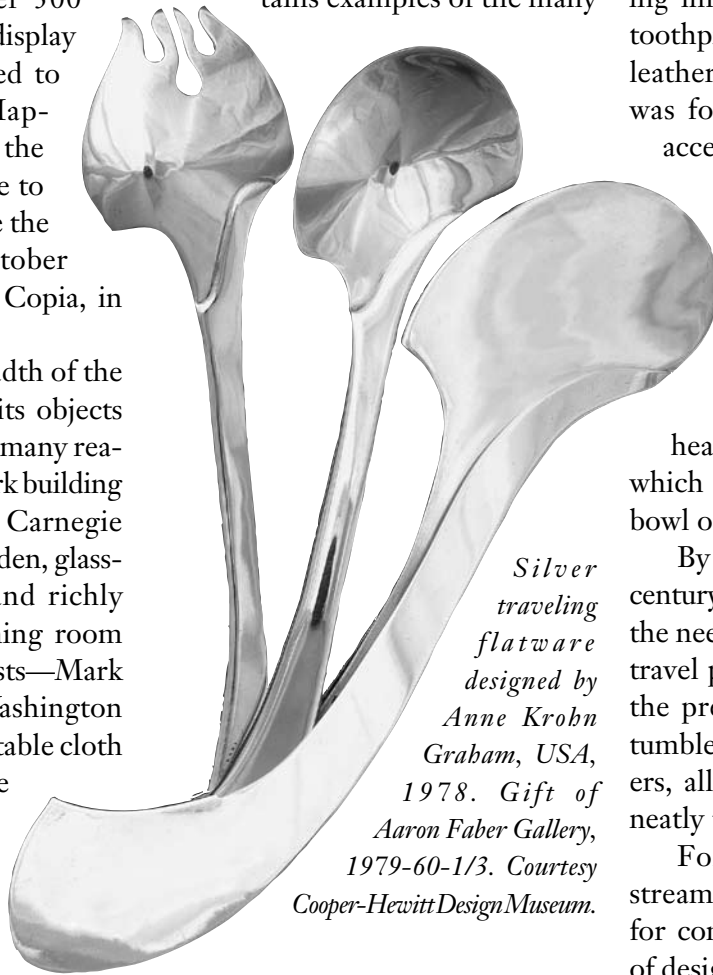 display
ed to
the
e to
e the
tober
Copia, in
dth of the
its objects
many rea-
rk building
Carnegie
den, glass-
nd richly
ning room
sts—Mark
ashington
table cloth
e
tains examples of the many
Silver
traveling
flatware
designed by
Anne Krohn
Graham, USA,
1978. Gift of
Aaron Faber Gallery,
1979-60-1/3. Courtesy
Cooper-Hewitt Design Museum.
toothp
leather
was fo
acce
hea
which
bowl o
By
century
the nee
travel p
the pro
tumble
ers, all
neatly
Fo
stream
for con
of desig